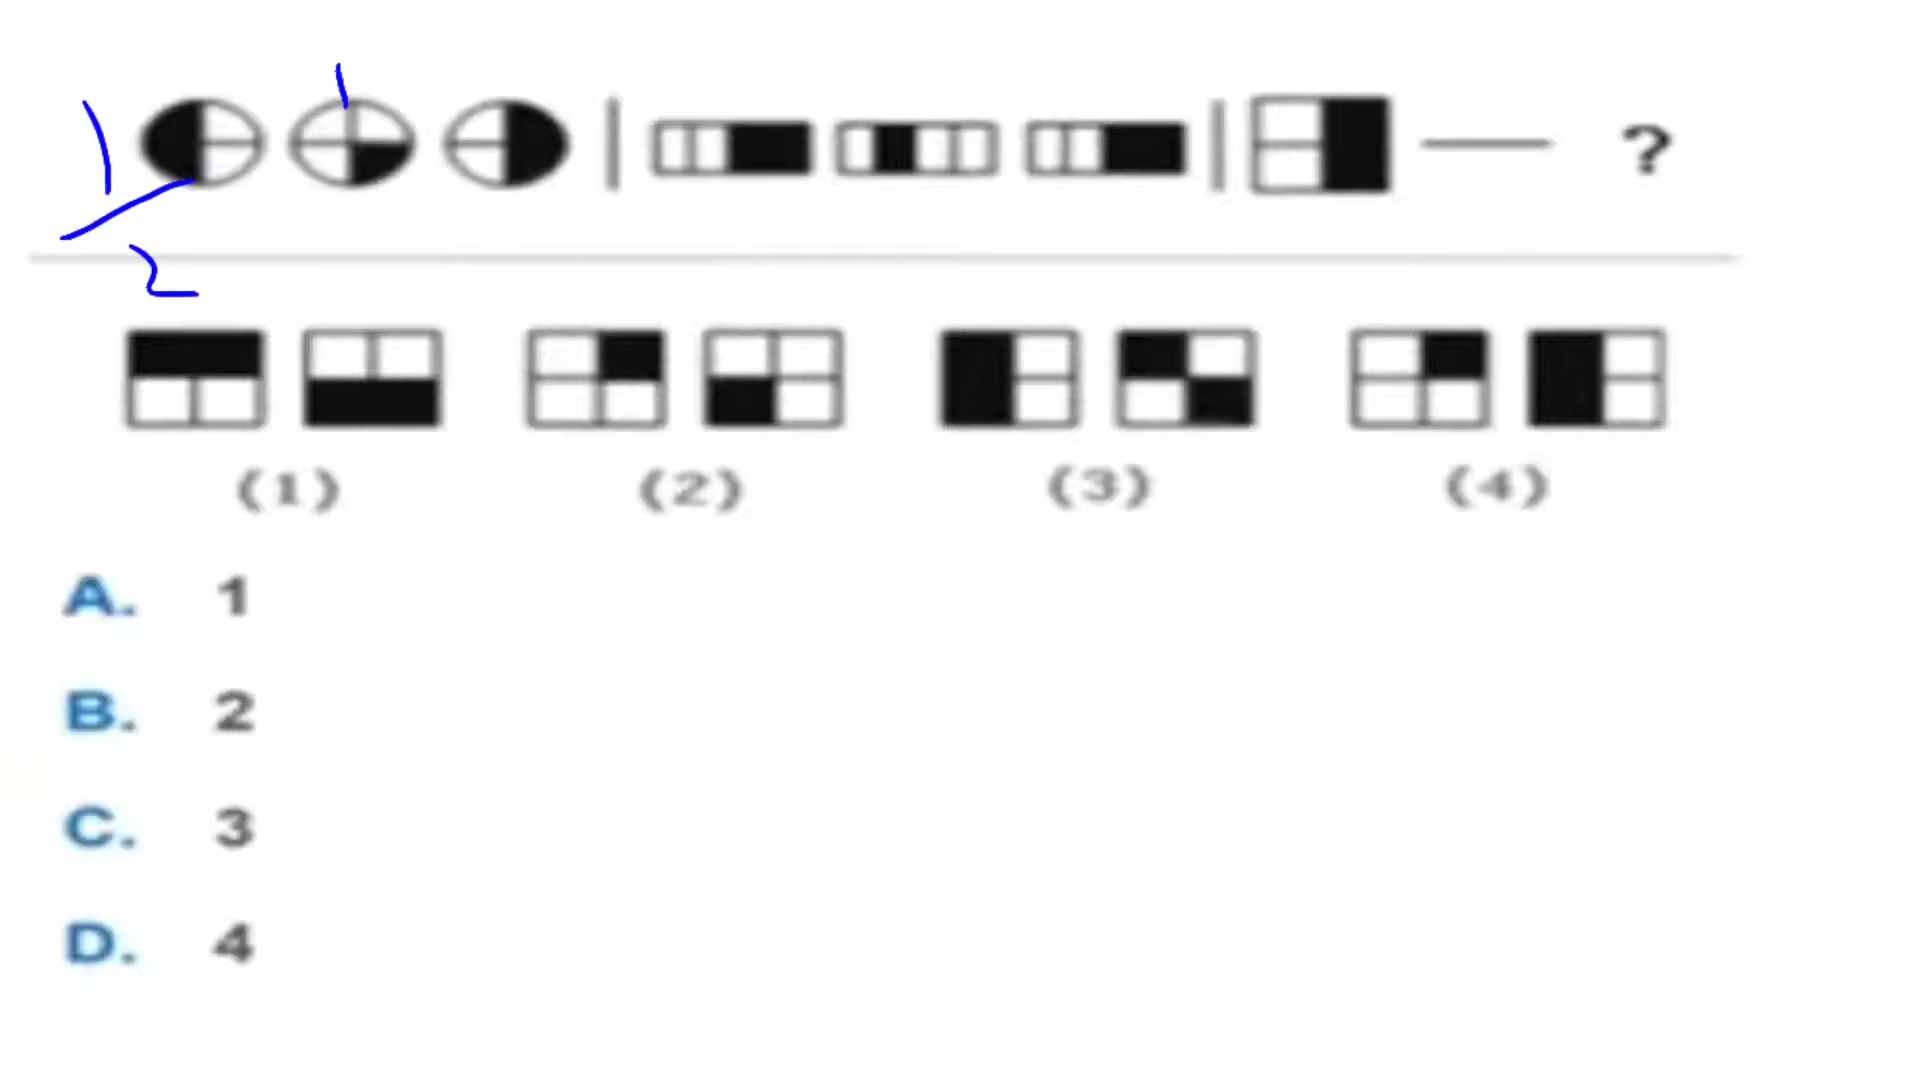 ?
(1) (2) (3) (4)
A. 1
B. 2
C. 3
D. 4